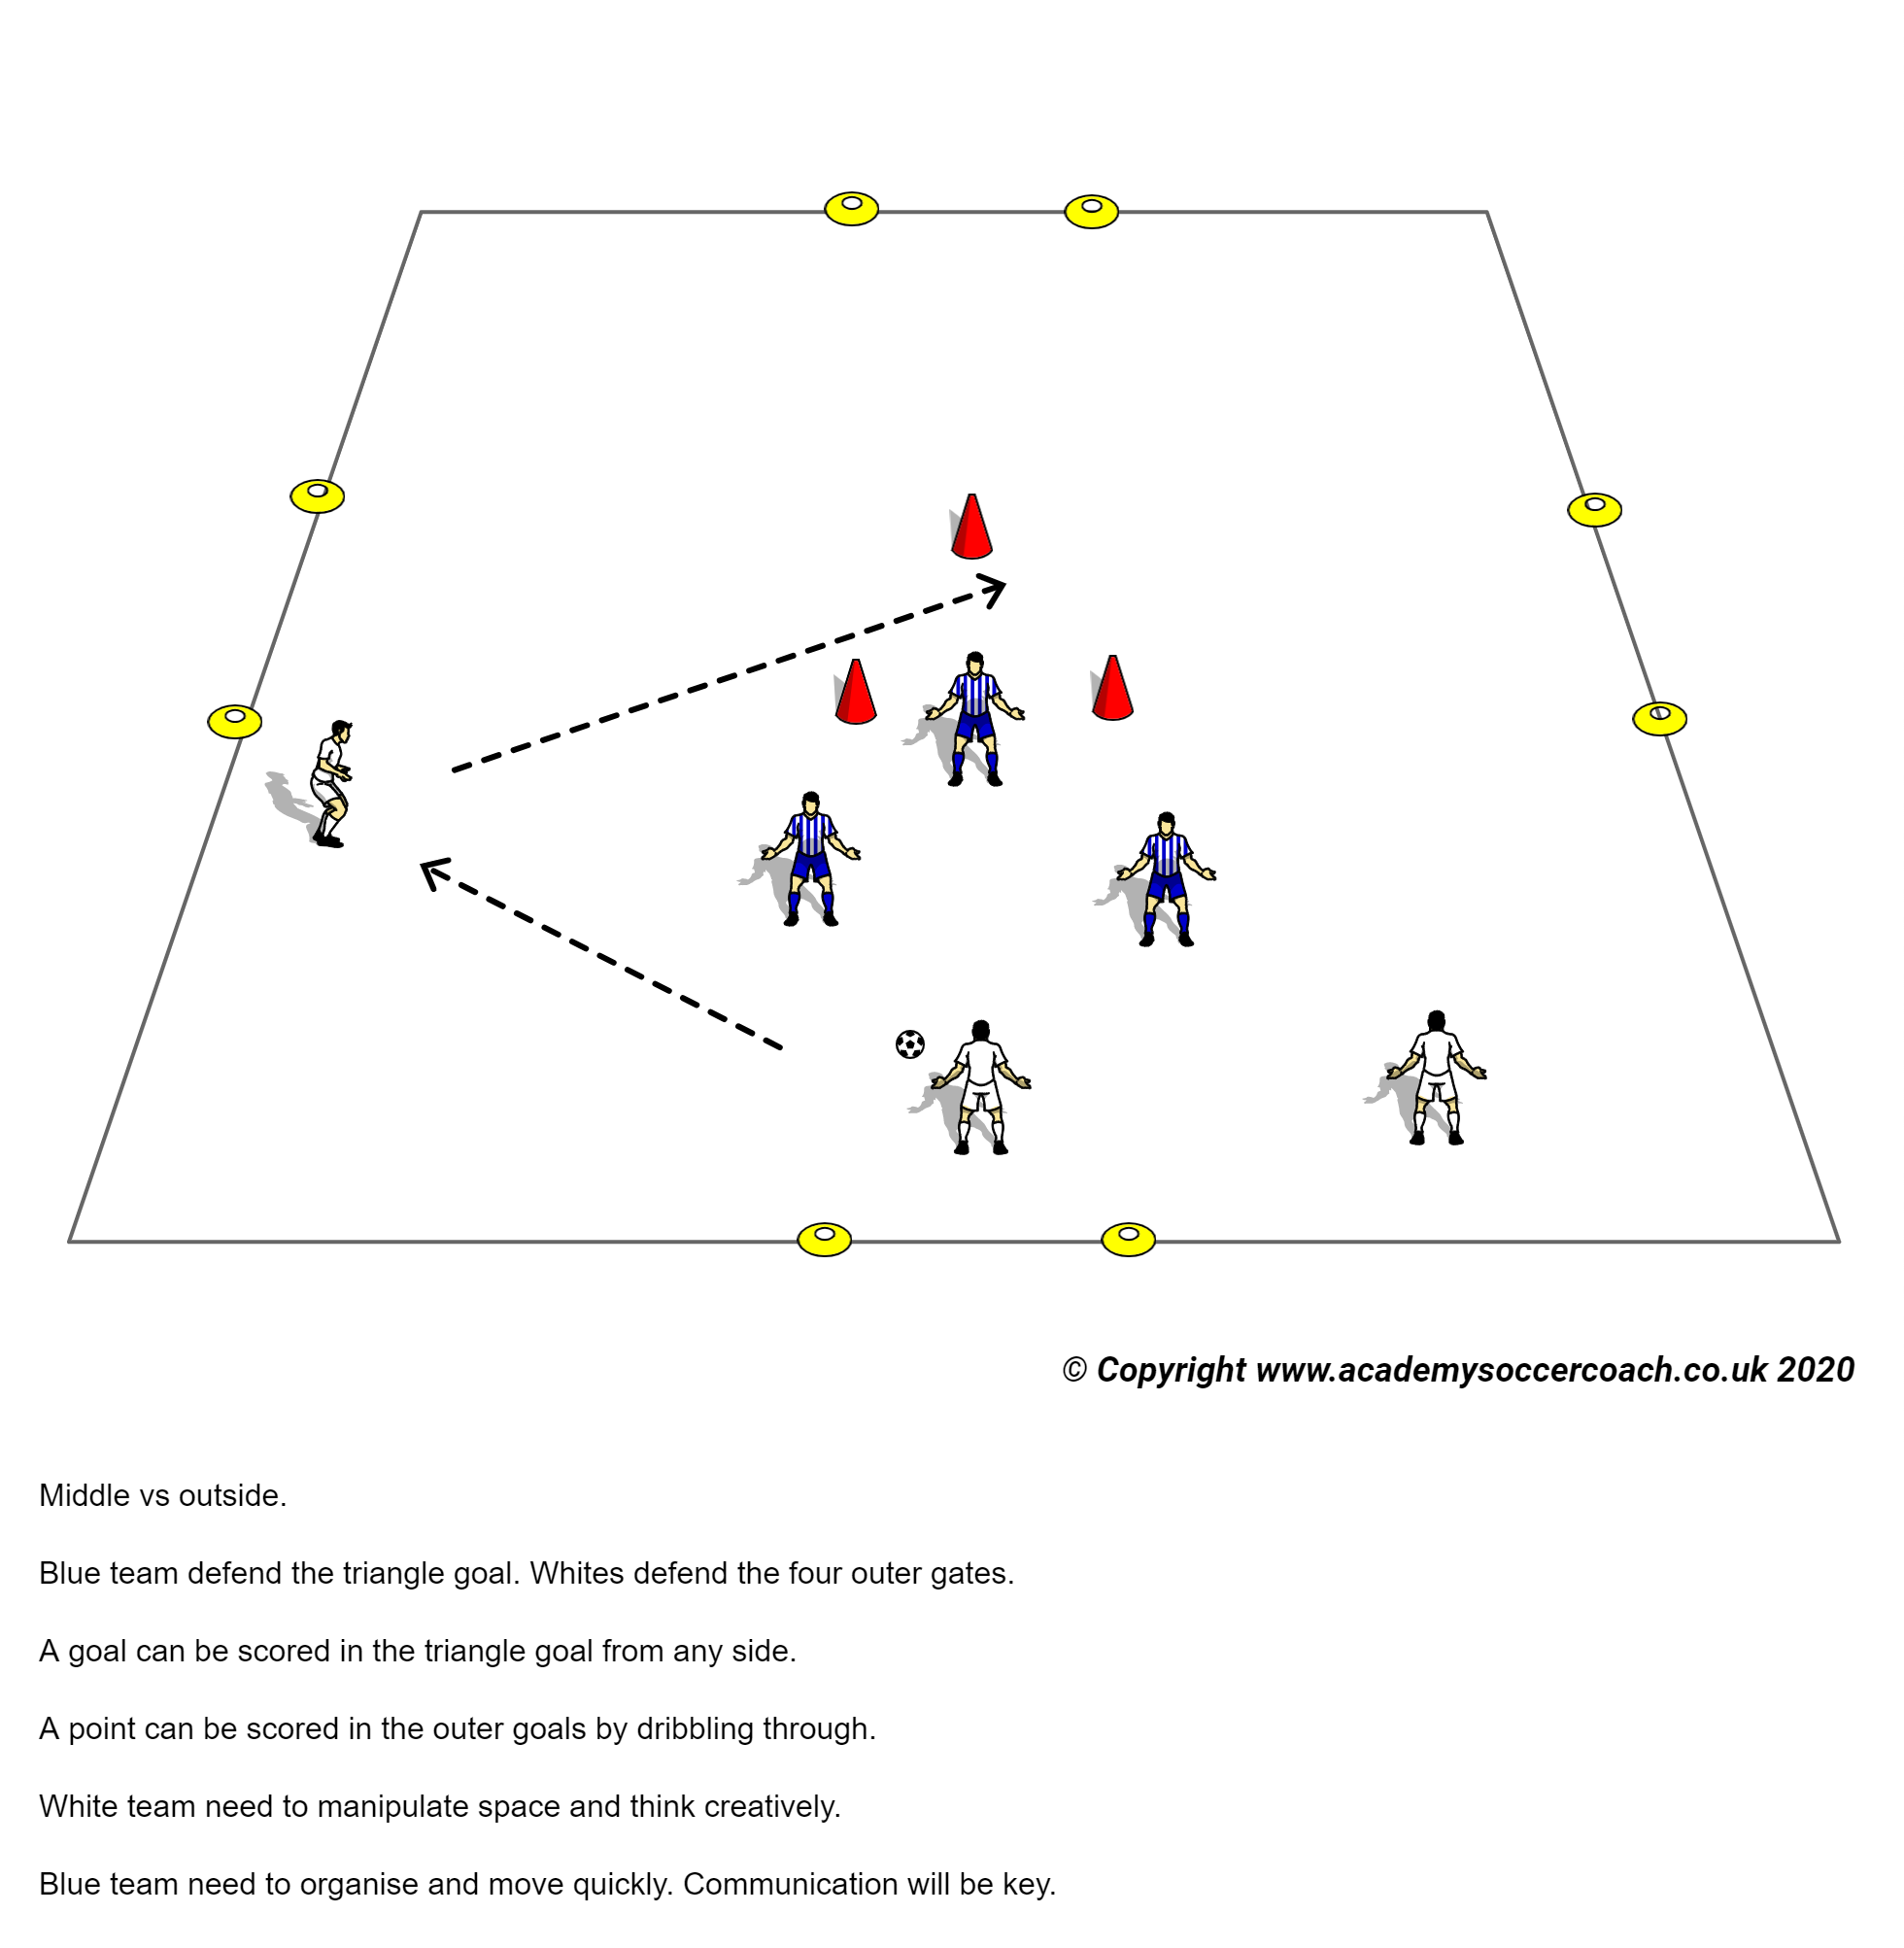 © Copyright www.academysoccercoach.co.uk 2020
Middle vs outside.
Blue team defend the triangle goal. Whites defend the four outer gates.
A goal can be scored in the triangle goal from any side.
A point can be scored in the outer goals by dribbling through.
White team need to manipulate space and think creatively.
Blue team need to organise and move quickly. Communication will be key.